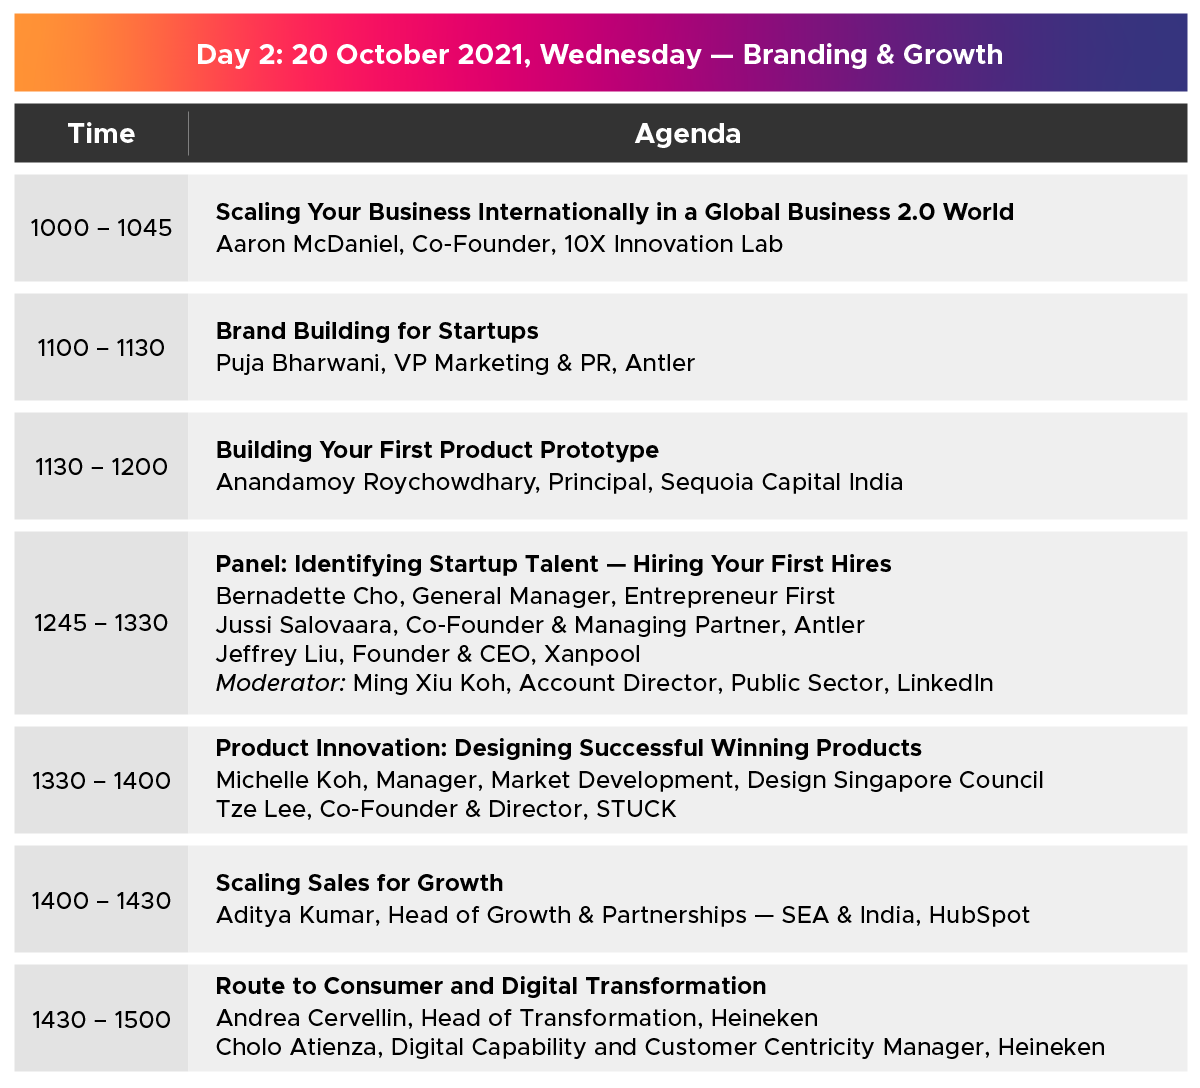 Day 2: 20 October 2021, Wednesday — Branding & Growth
Time
Agenda
1000 – 1045
Scaling Your Business Internationally in a Global Business 2.0 World
Aaron McDaniel, Co-Founder, 10X Innovation Lab
1100 – 1130
Brand Building for Startups
Puja Bharwani, VP Marketing & PR, Antler
1130 – 1200
Building Your First Product Prototype
Anandamoy Roychowdhary, Principal, Sequoia Capital India
1245 – 1330
Panel: Identifying Startup Talent — Hiring Your First Hires
Bernadette Cho, General Manager, Entrepreneur First
Jussi Salovaara, Co-Founder & Managing Partner, Antler
Jeffrey Liu, Founder & CEO, Xanpool
Moderator: Ming Xiu Koh, Account Director, Public Sector, LinkedIn
1330 – 1400
Product Innovation: Designing Successful Winning Products
Michelle Koh, Manager, Market Development, Design Singapore Council
Tze Lee, Co-Founder & Director, STUCK
1400 – 1430
Scaling Sales for Growth
Aditya Kumar, Head of Growth & Partnerships — SEA & India, HubSpot
1430 – 1500
Route to Consumer and Digital Transformation
Andrea Cervellin, Head of Transformation, Heineken
Cholo Atienza, Digital Capability and Customer Centricity Manager, Heineken